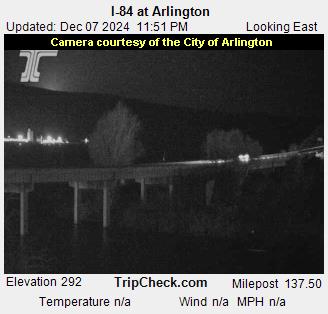 I-84 at Arlington
Updated: Dec 07 2024 11:51 PM Looking East
Camera courtesy of the City of Arlington
Elevation 292 TripCheck.com Milepost 137.50
Temperature n/a Wind n/a MPH n/a